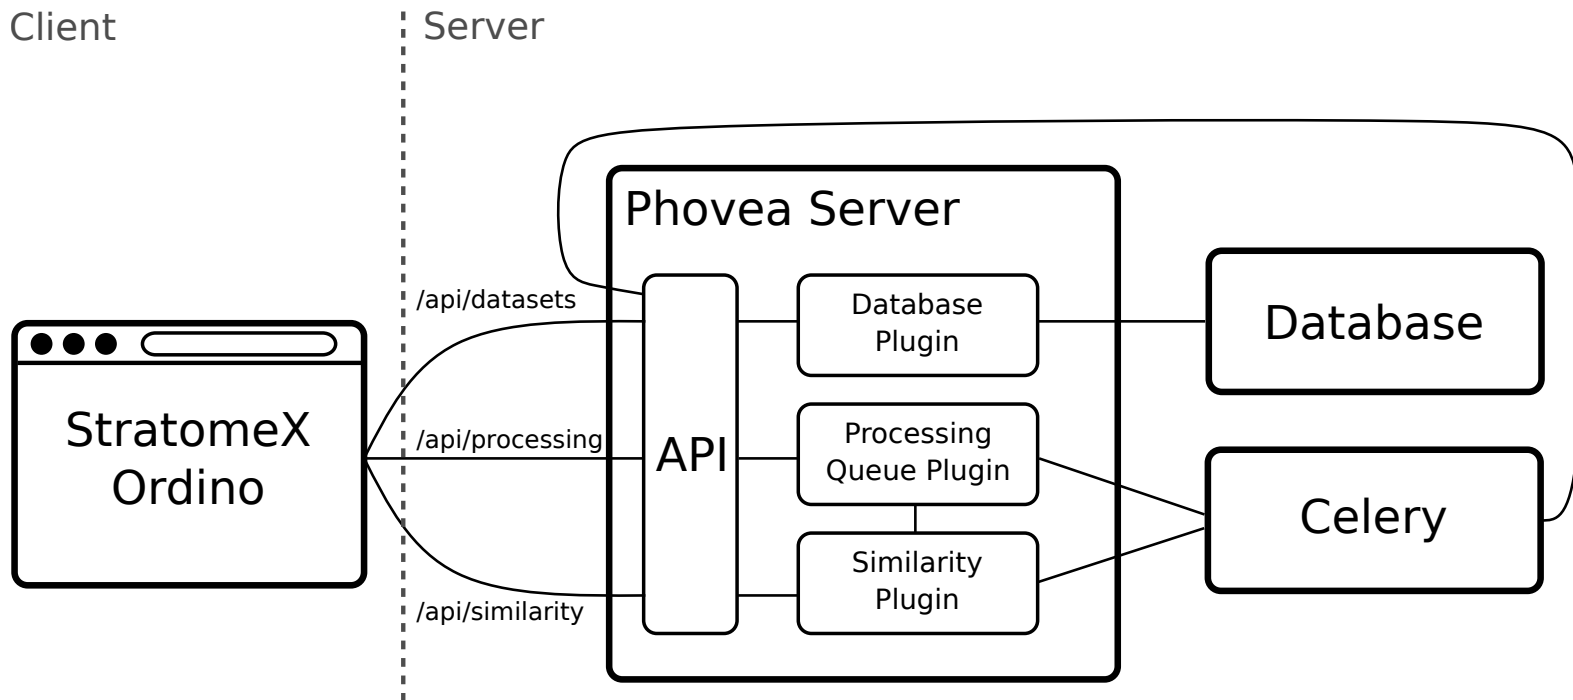 Client
Server
Phovea Server
/api/datasets
/api/processing
/api/similarity
StratomeX
Ordino
API
Database
Plugin
Processing
Queue Plugin
Similarity
Plugin
Database
Celery